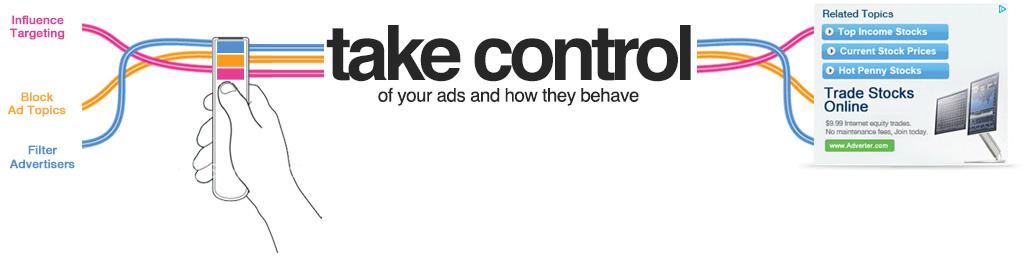 Influence
Targeting
Block
Ad Topics
Filter
Advertisers
take control
of your ads and how they behave
Related Topics
Top Income Stocks
Current Stock Prices
Hot Penny Stocks
Trade Stocks
Online
$9.99 Internet equity trades.
No maintenance fees, Join today.
www.Adverter.com